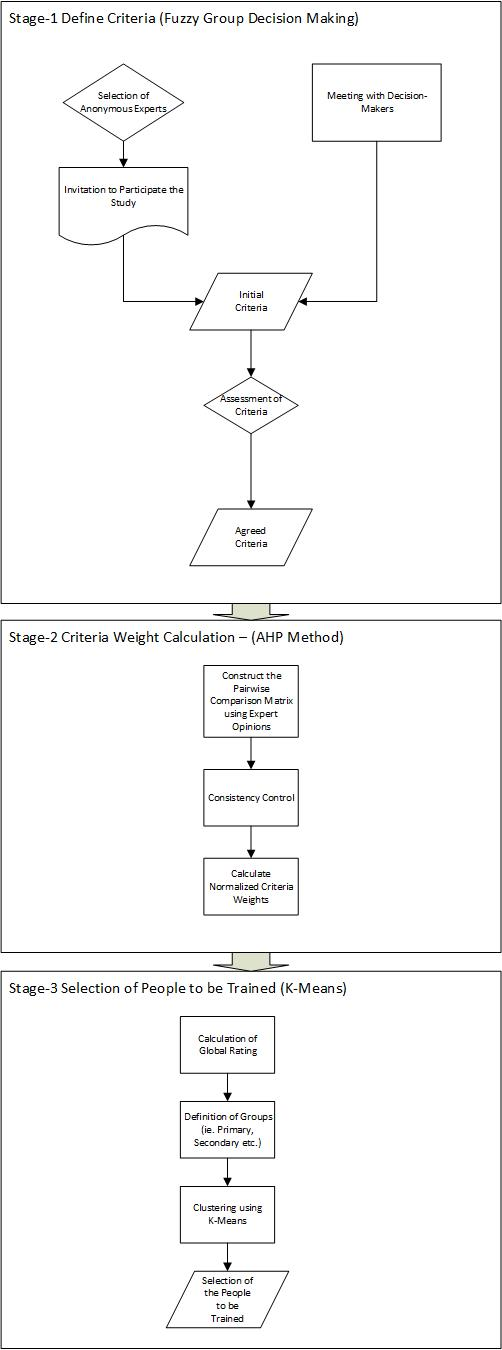 Stage-1 Define Criteria (Fuzzy Group Decision Making)
Selection of
Anonymous Experts
Meeting with Decision-
Makers
Invitation to Participate the
Study
Initial
Criteria
Assessment of
Criteria
Agreed
Criteria
Stage-2 Criteria Weight Calculation – (AHP Method)
Construct the
Pairwise
Comparison Matrix
using Expert
Opinions
Consistency Control
Calculate
Normalized Criteria
Weights
Stage-3 Selection of People to be Trained (K-Means)
Calculation of
Global Rating
Definition of Groups
(ie. Primary,
Secondary etc.)
Clustering using
K-Means
Selection of
the People
to be
Trained